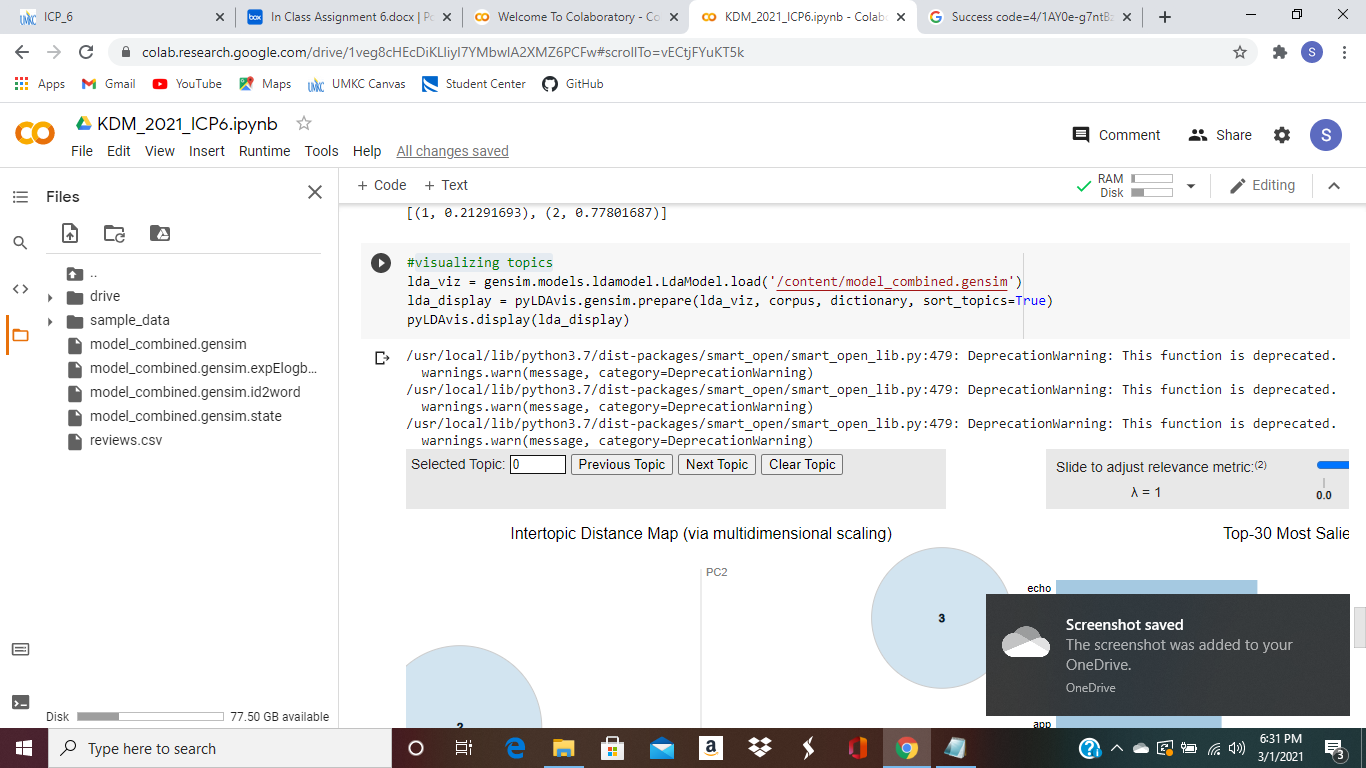 ICP_6
In Class Assignment 6.docx | Po
Welcome To Colaboratory - Co
KDM_2021_ICP6.ipynb - Colab
Success code=4/1AY0e-g7ntB
colab.research.google.com/drive/1veg8cHEcDiKLliyI7YMbwlA2XMZ6PCFw#scrollTo=vECtjFYuKT5k
S
Apps
Gmail
YouTube
Maps
UMKC Canvas
Student Center
GitHub
KDM_2021_ICP6.ipynb
Comment
Share
S
File Edit View Insert Runtime Tools Help All changes saved
Files
+ Code + Text
RAM
Disk
Editing
..
drive
sample_data
model_combined.gensim
model_combined.gensim.expElogb...
model_combined.gensim.id2word
model_combined.gensim.state
reviews.csv
Disk 77.50 GB available
[(1, 0.21291693), (2, 0.77801687)]
#visualizing topics
lda_viz = gensim.models.ldamodel.LdaModel.load('/content/model_combined.gensim')
lda_display = pyLDAvis.gensim.prepare(lda_viz, corpus, dictionary, sort_topics=True)
pyLDAvis.display(lda_display)
/usr/local/lib/python3.7/dist-packages/smart_open/smart_open_lib.py:479: DeprecationWarning: This function is deprecated.
warnings.warn(message, category=DeprecationWarning)
/usr/local/lib/python3.7/dist-packages/smart_open/smart_open_lib.py:479: DeprecationWarning: This function is deprecated.
warnings.warn(message, category=DeprecationWarning)
/usr/local/lib/python3.7/dist-packages/smart_open/smart_open_lib.py:479: DeprecationWarning: This function is deprecated.
warnings.warn(message, category=DeprecationWarning)
Selected Topic: 0 Previous Topic Next Topic Clear Topic
Slide to adjust relevance metric:(2)
λ = 1
0.0
Intertopic Distance Map (via multidimensional scaling)
Top-30 Most Salie
PC2
3
2
echo
app
Screenshot saved
The screenshot was added to your
OneDrive.
OneDrive
Type here to search
6:31 PM
3/1/2021
3